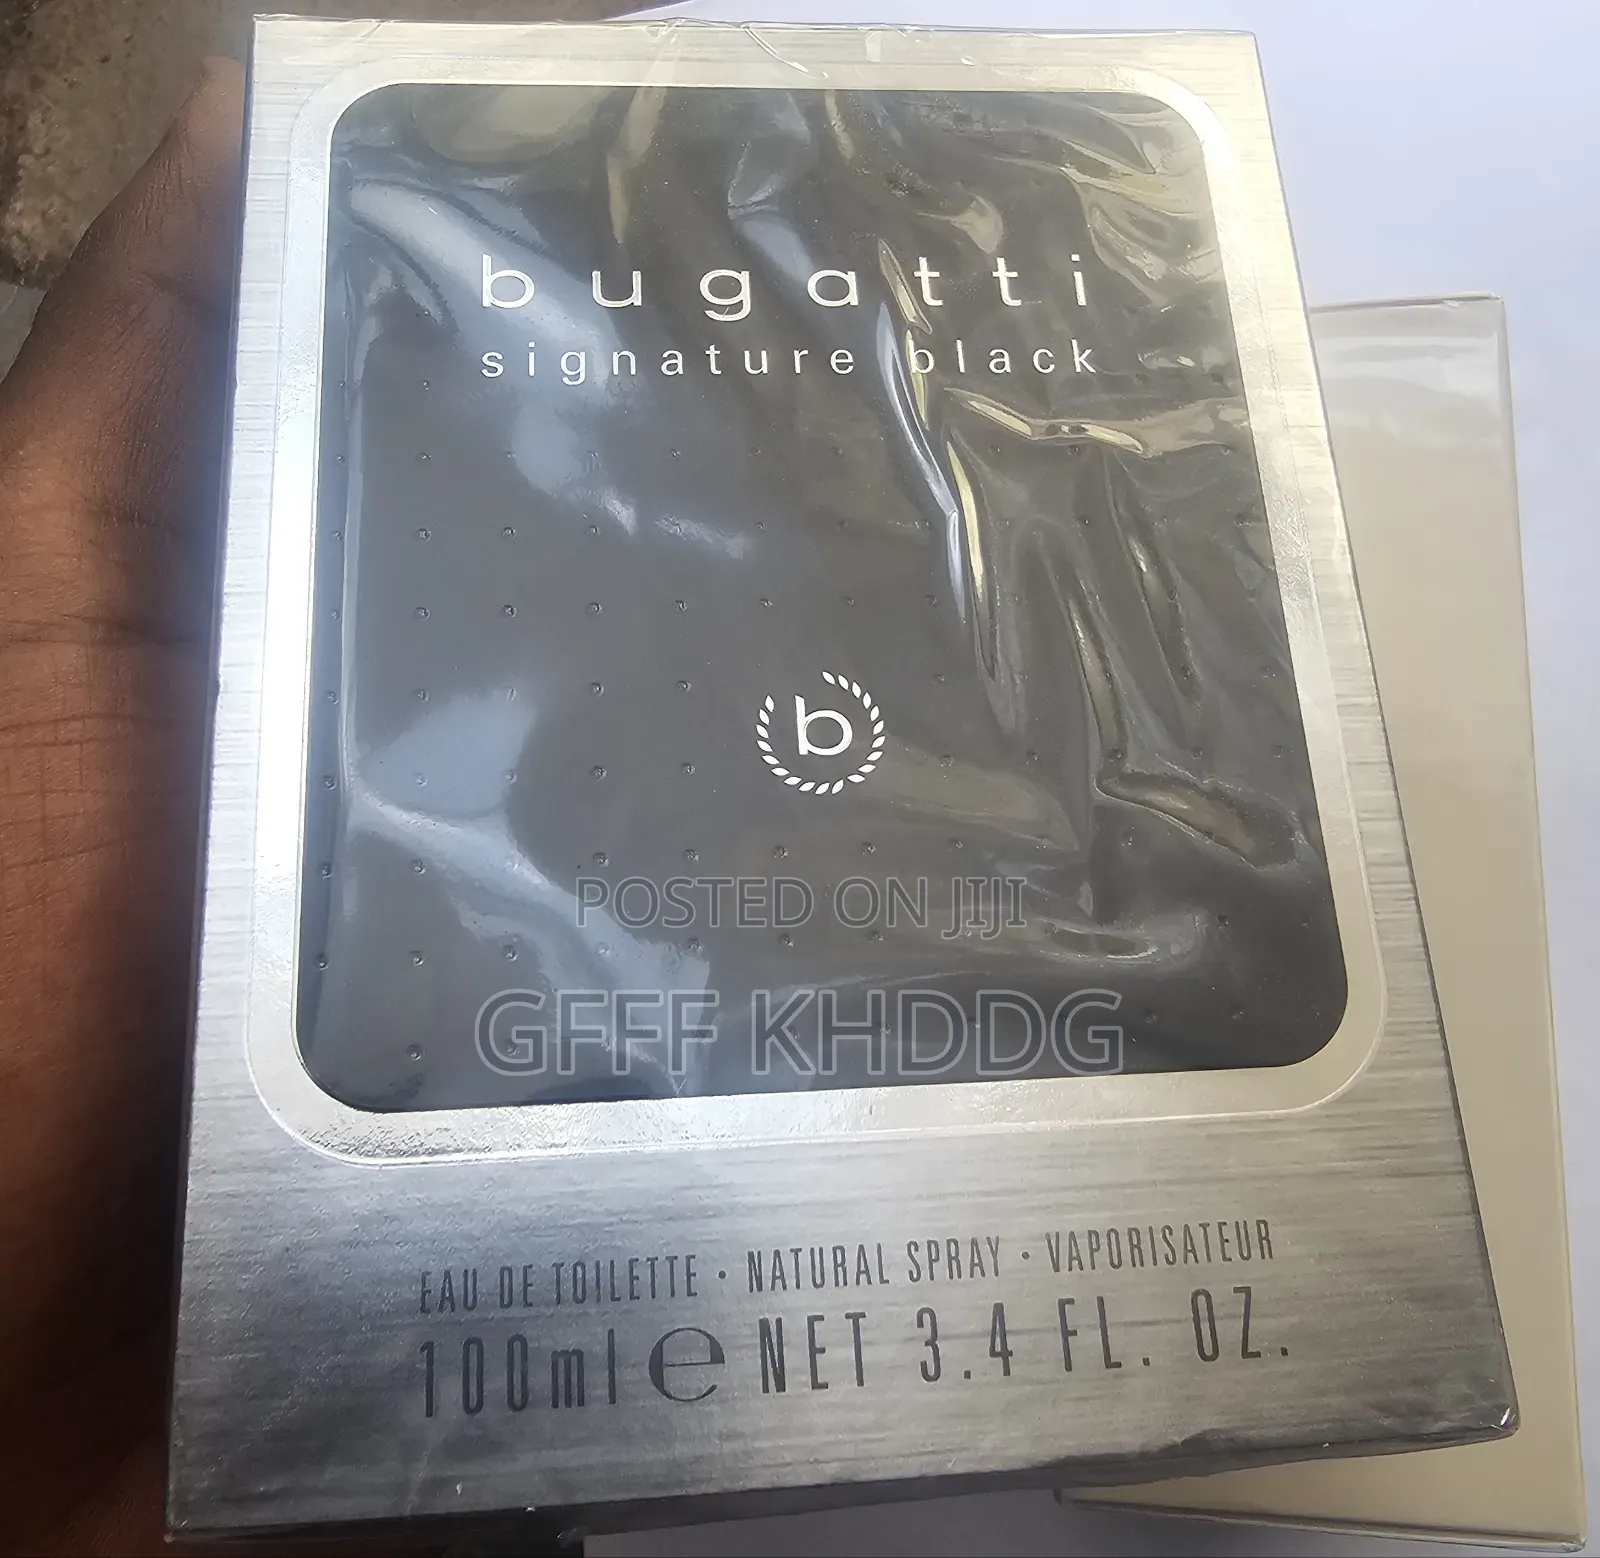 bugatti
signature black
b
POSTED ON JIJI
GFFF KHDDG
EAU DE TOILETTE · NATURAL SPRAY · VAPORISATEUR
100ml e NET 3.4 FL. OZ.